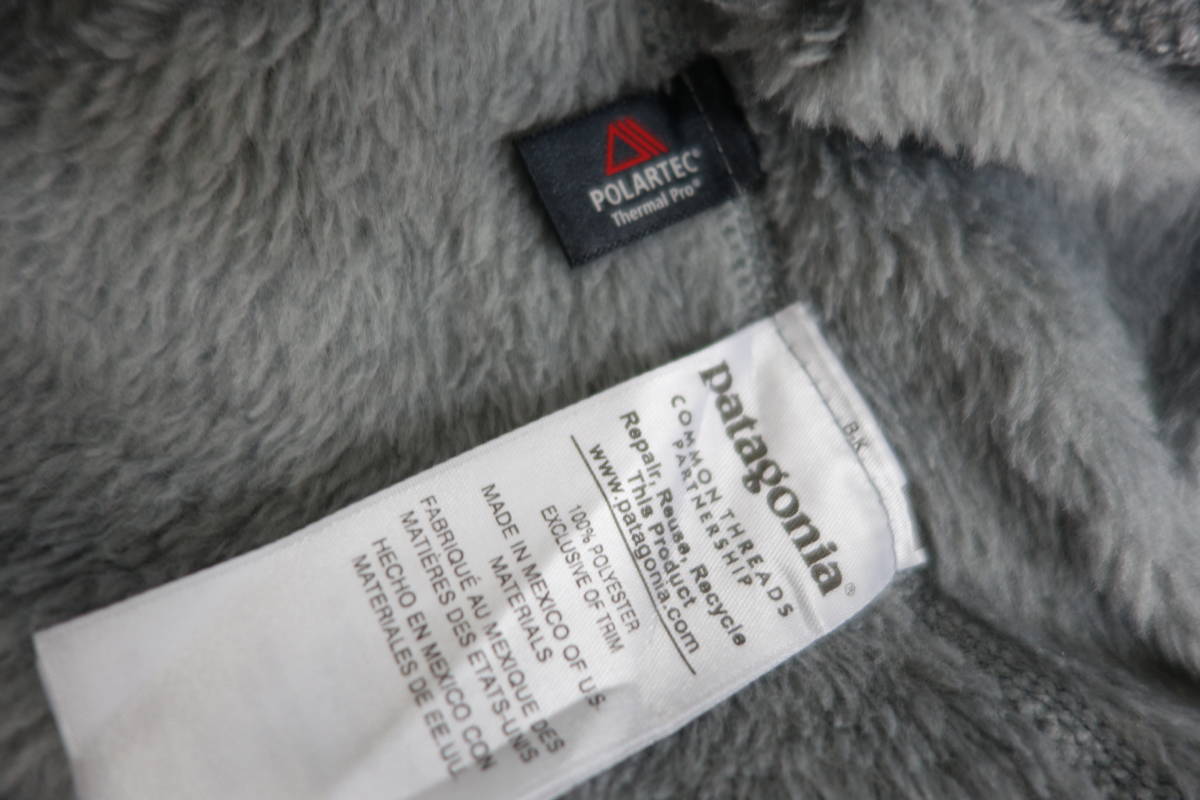 POLARTEC®
Thermal Pro®
B.K
patagonia®
COMMON THREADS
PARTNERSHIP
Repair, Reuse, Recycle
This Product
www.patagonia.com
100% POLYESTER
EXCLUSIVE OF TRIM
MADE IN MEXICO OF US-
MATERIALS
FABRIQUÉ AU MEXIQUE DES
MATIÈRES DES ETATS-UNIS
HECHO EN MEXICO CON
MATERIALES DE EE.UU.